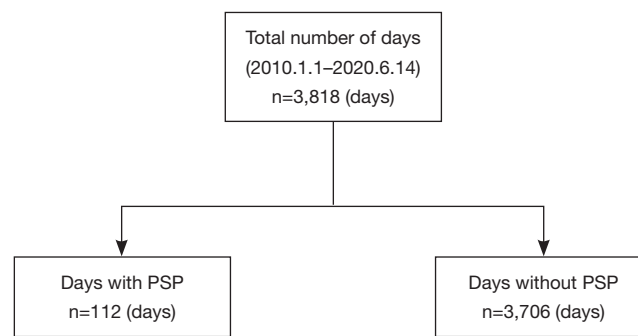 Total number of days
(2010.1.1–2020.6.14)
n=3,818 (days)
Days with PSP
n=112 (days)
Days without PSP
n=3,706 (days)